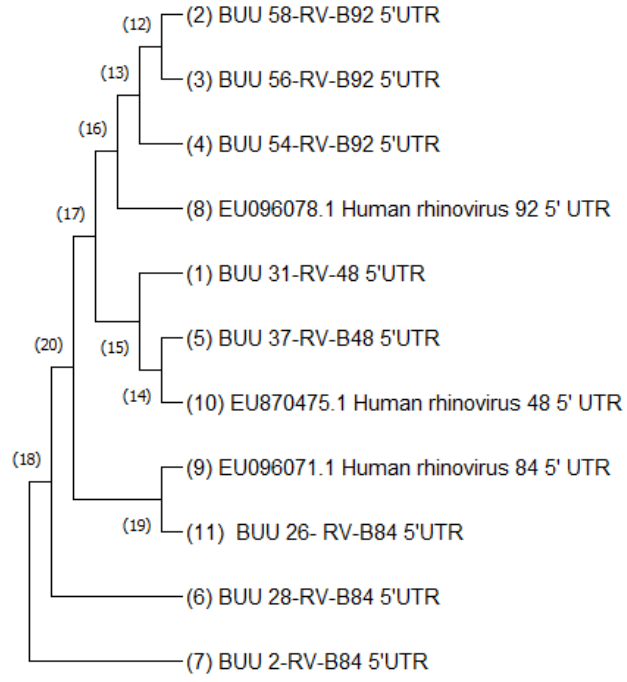 (12)
(2) BUU 58-RV-B92 5'UTR
(13)
(3) BUU 56-RV-B92 5'UTR
(16)
(4) BUU 54-RV-B92 5'UTR
(17)
(8) EU096078.1 Human rhinovirus 92 5' UTR
(1) BUU 31-RV-48 5'UTR
(20)
(15)
(5) BUU 37-RV-B48 5'UTR
(14)
(10) EU870475.1 Human rhinovirus 48 5' UTR
(18)
(9) EU096071.1 Human rhinovirus 84 5' UTR
(19)
(11)  BUU 26- RV-B84 5'UTR
(6) BUU 28-RV-B84 5'UTR
(7) BUU 2-RV-B84 5'UTR